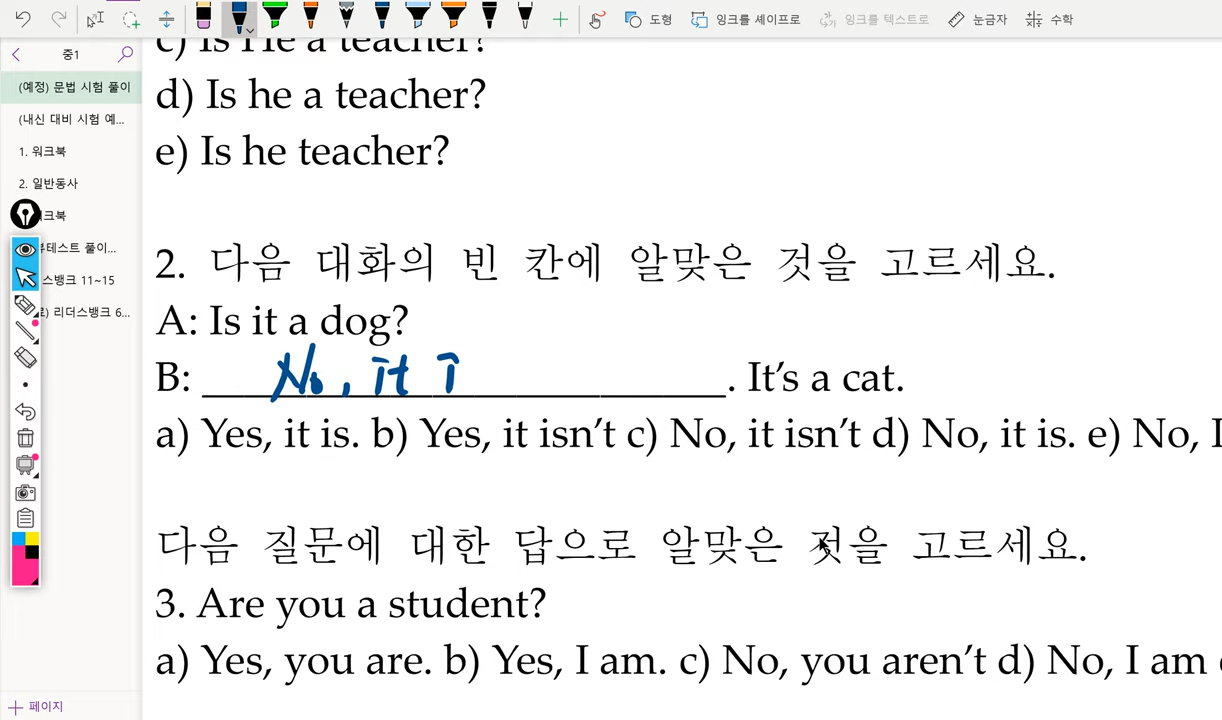 도형
잉크를 셰이프로
잉크를 텍스트로
눈금자
수학
중1
(예정) 문법 시험 풀이
(내신 대비 시험 예...
1. 워크북
2. 일반동사
크북
테스트 풀이...
스뱅크 11~15
) 리더스뱅크 6...
페이지
c) Is He a teacher?
d) Is he a teacher?
e) Is he teacher?
2. 다음 대화의 빈 칸에 알맞은 것을 고르세요.
A: Is it a dog?
B: No, it i. It's a cat.
a) Yes, it is. b) Yes, it isn't c) No, it isn't d) No, it is. e) No, I
다음 질문에 대한 답으로 알맞은 것을 고르세요.
3. Are you a student?
a) Yes, you are. b) Yes, I am. c) No, you aren't d) No, I am